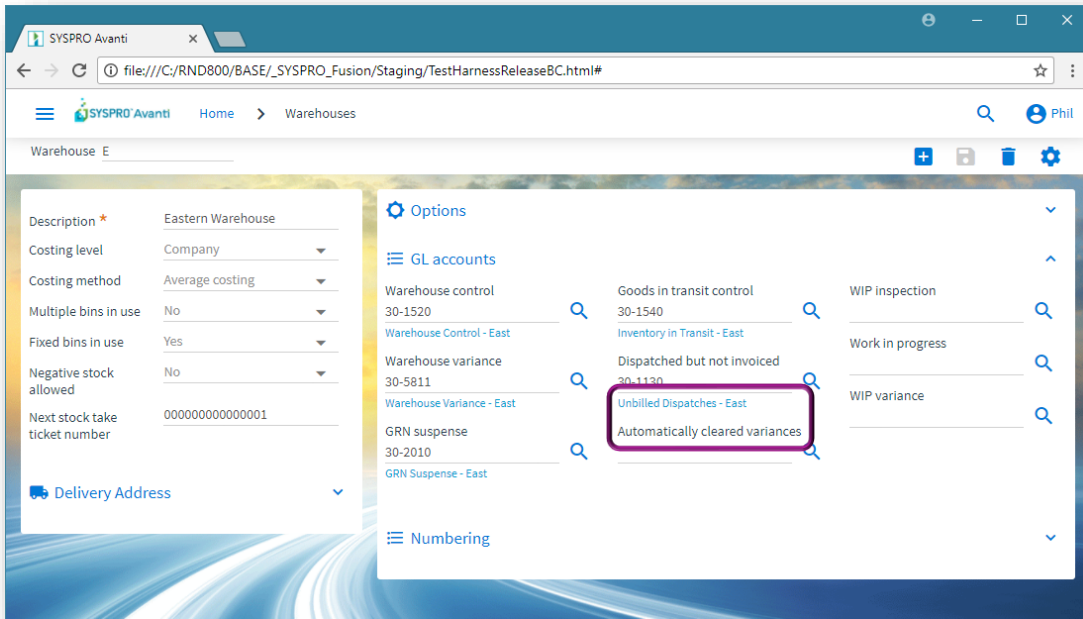 SYSPRO Avanti
file:///C:/RND800/BASE/_SYSPRO_Fusion/Staging/TestHarnessReleaseBC.html#
SYSPRO Avanti Home Warehouses Phil
Warehouse E
Description * Eastern Warehouse
Costing level Company
Costing method Average costing
Multiple bins in use No
Fixed bins in use Yes
Negative stock
allowed
No
Next stock take
ticket number
000000000000001
Delivery Address
Options
GL accounts
Warehouse control
30-1520
Warehouse Control - East
Warehouse variance
30-5811
Warehouse Variance - East
GRN suspense
30-2010
GRN Suspense - East
Goods in transit control
30-1540
Inventory in Transit - East
Dispatched but not invoiced
30-1130
Unbilled Dispatches - East
Automatically cleared variances
WIP inspection
Work in progress
WIP variance
Numbering